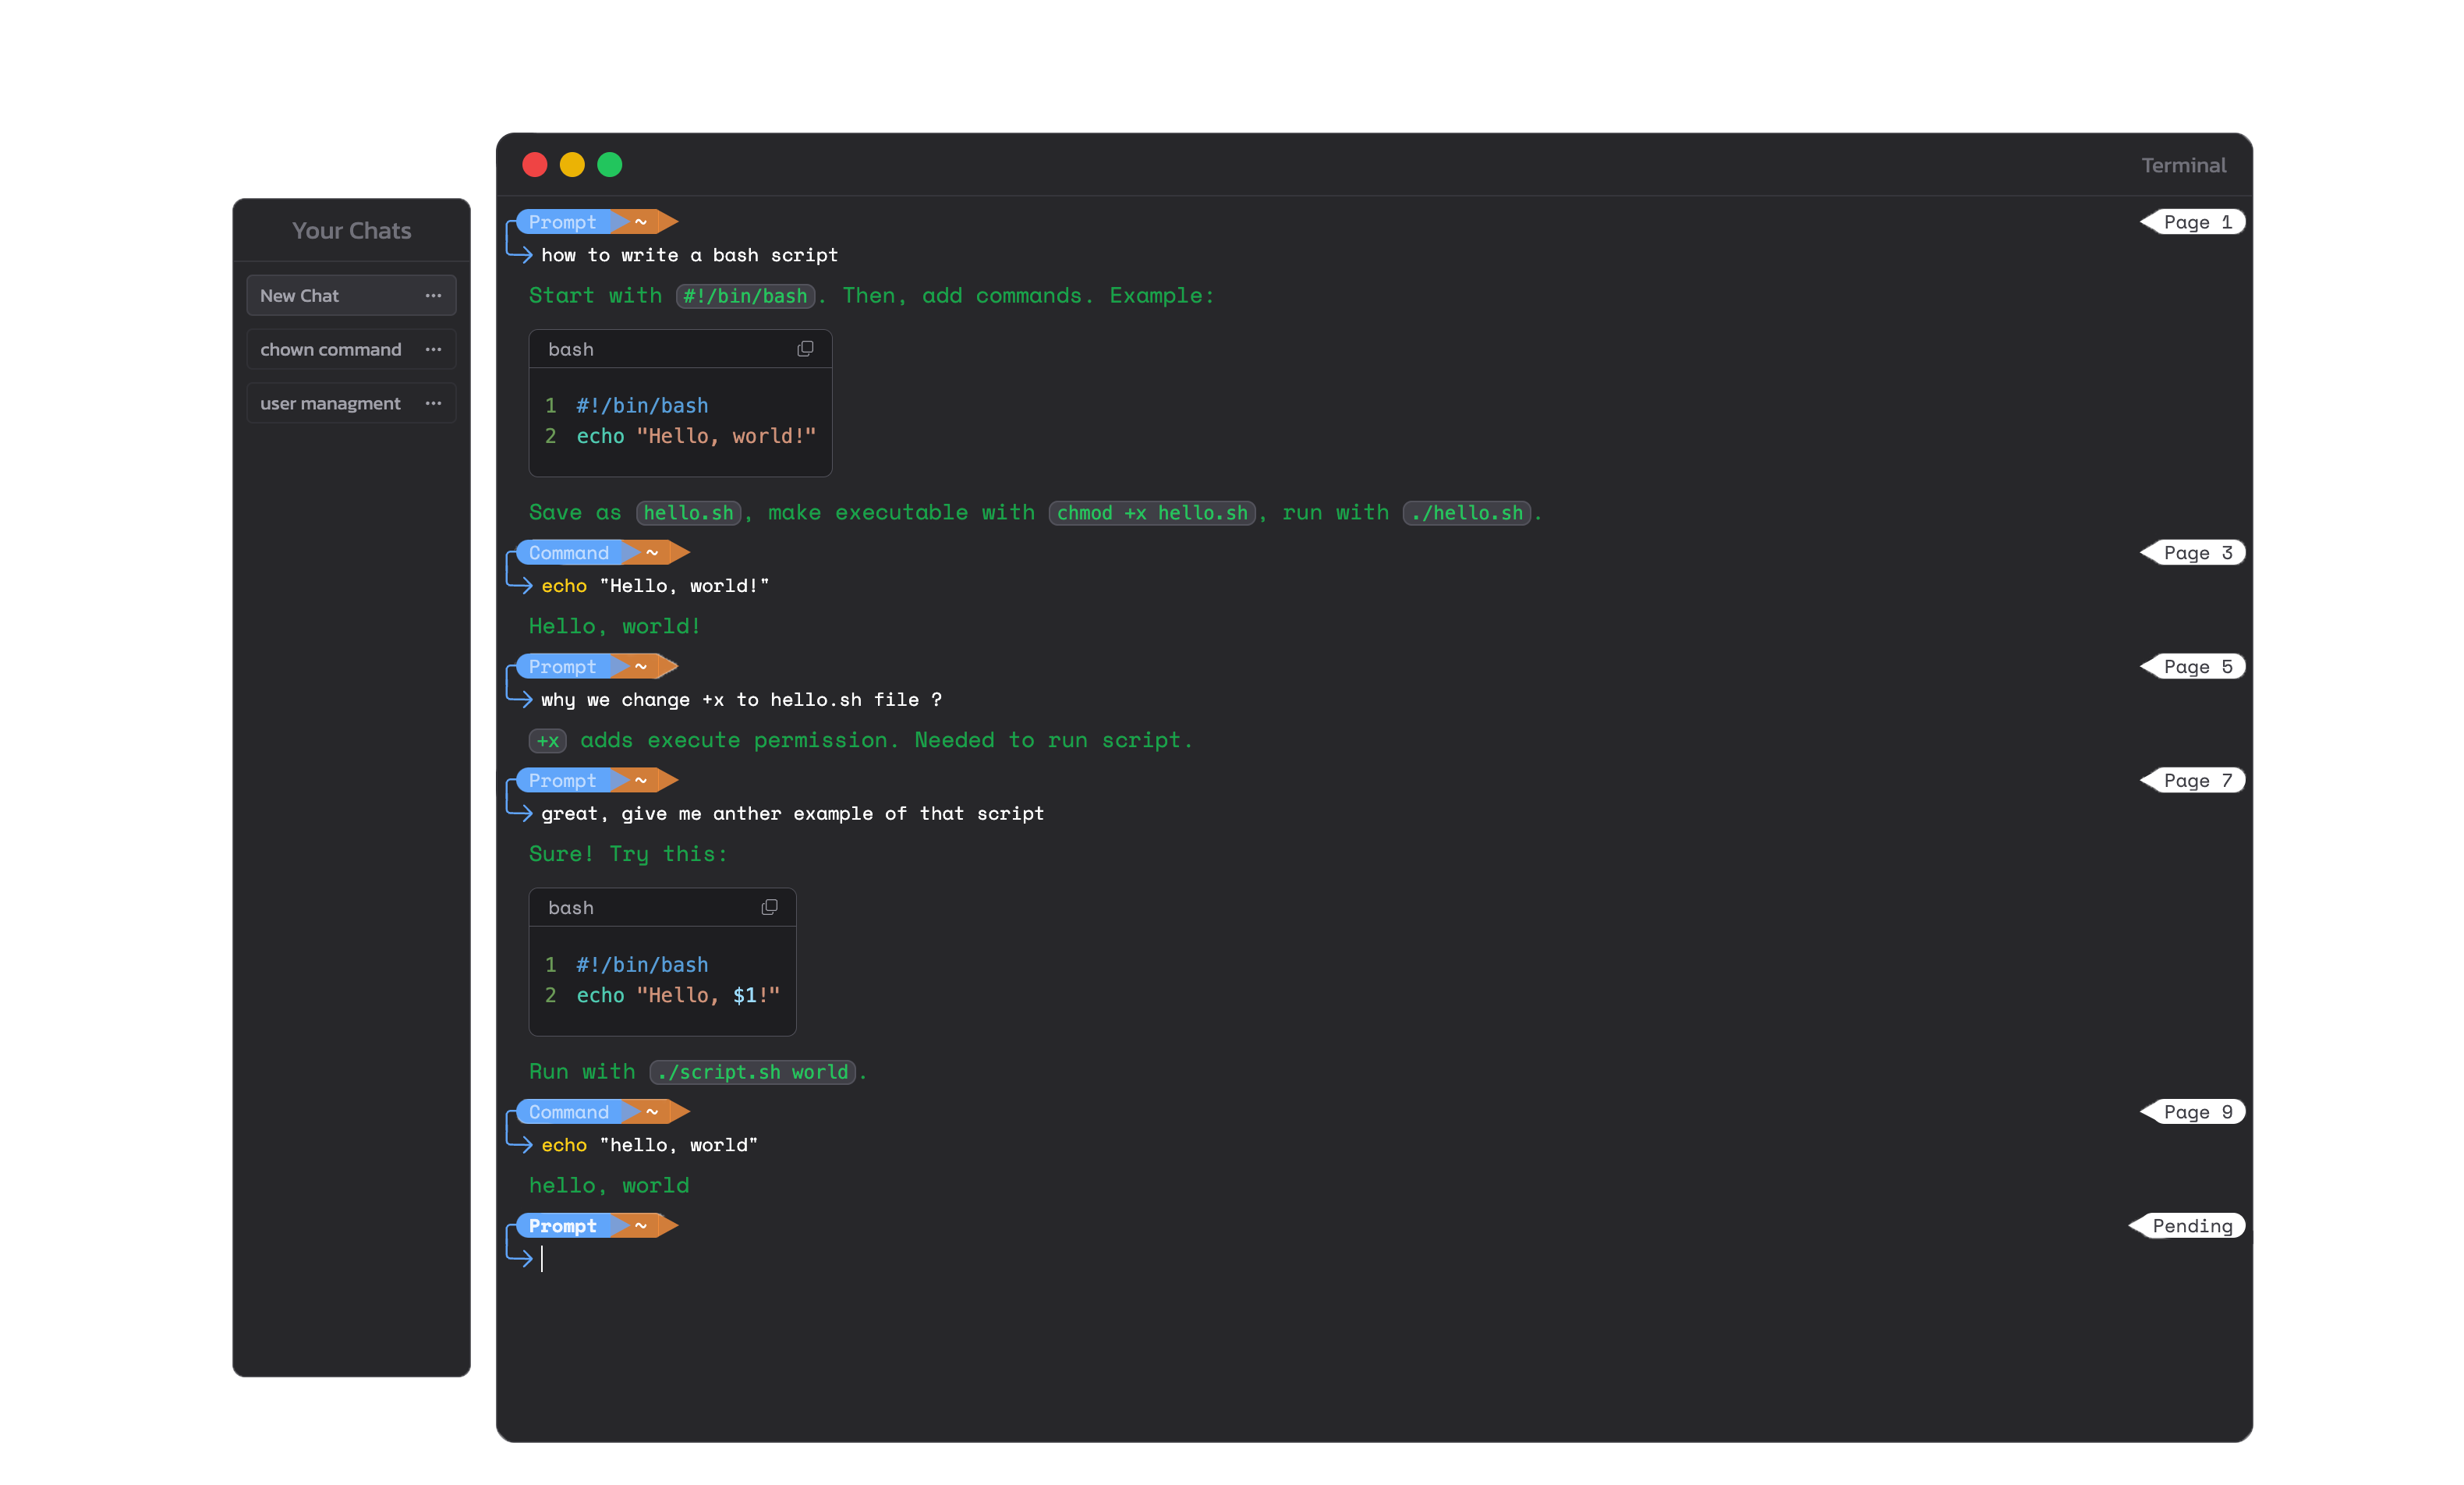 Your Chats
New Chat ...
chown command ...
user managment ...
Terminal
Prompt ~ Page 1
how to write a bash script
Start with #!/bin/bash. Then, add commands. Example:
bash
1 #!/bin/bash
2 echo "Hello, world!"
Save as hello.sh, make executable with chmod +x hello.sh, run with ./hello.sh.
Command ~ Page 3
echo "Hello, world!"
Hello, world!
Prompt ~ Page 5
why we change +x to hello.sh file ?
+x adds execute permission. Needed to run script.
Prompt ~ Page 7
great, give me anther example of that script
Sure! Try this:
bash
1 #!/bin/bash
2 echo "Hello, $1!"
Run with ./script.sh world.
Command ~ Page 9
echo "hello, world"
hello, world
Prompt ~ Pending